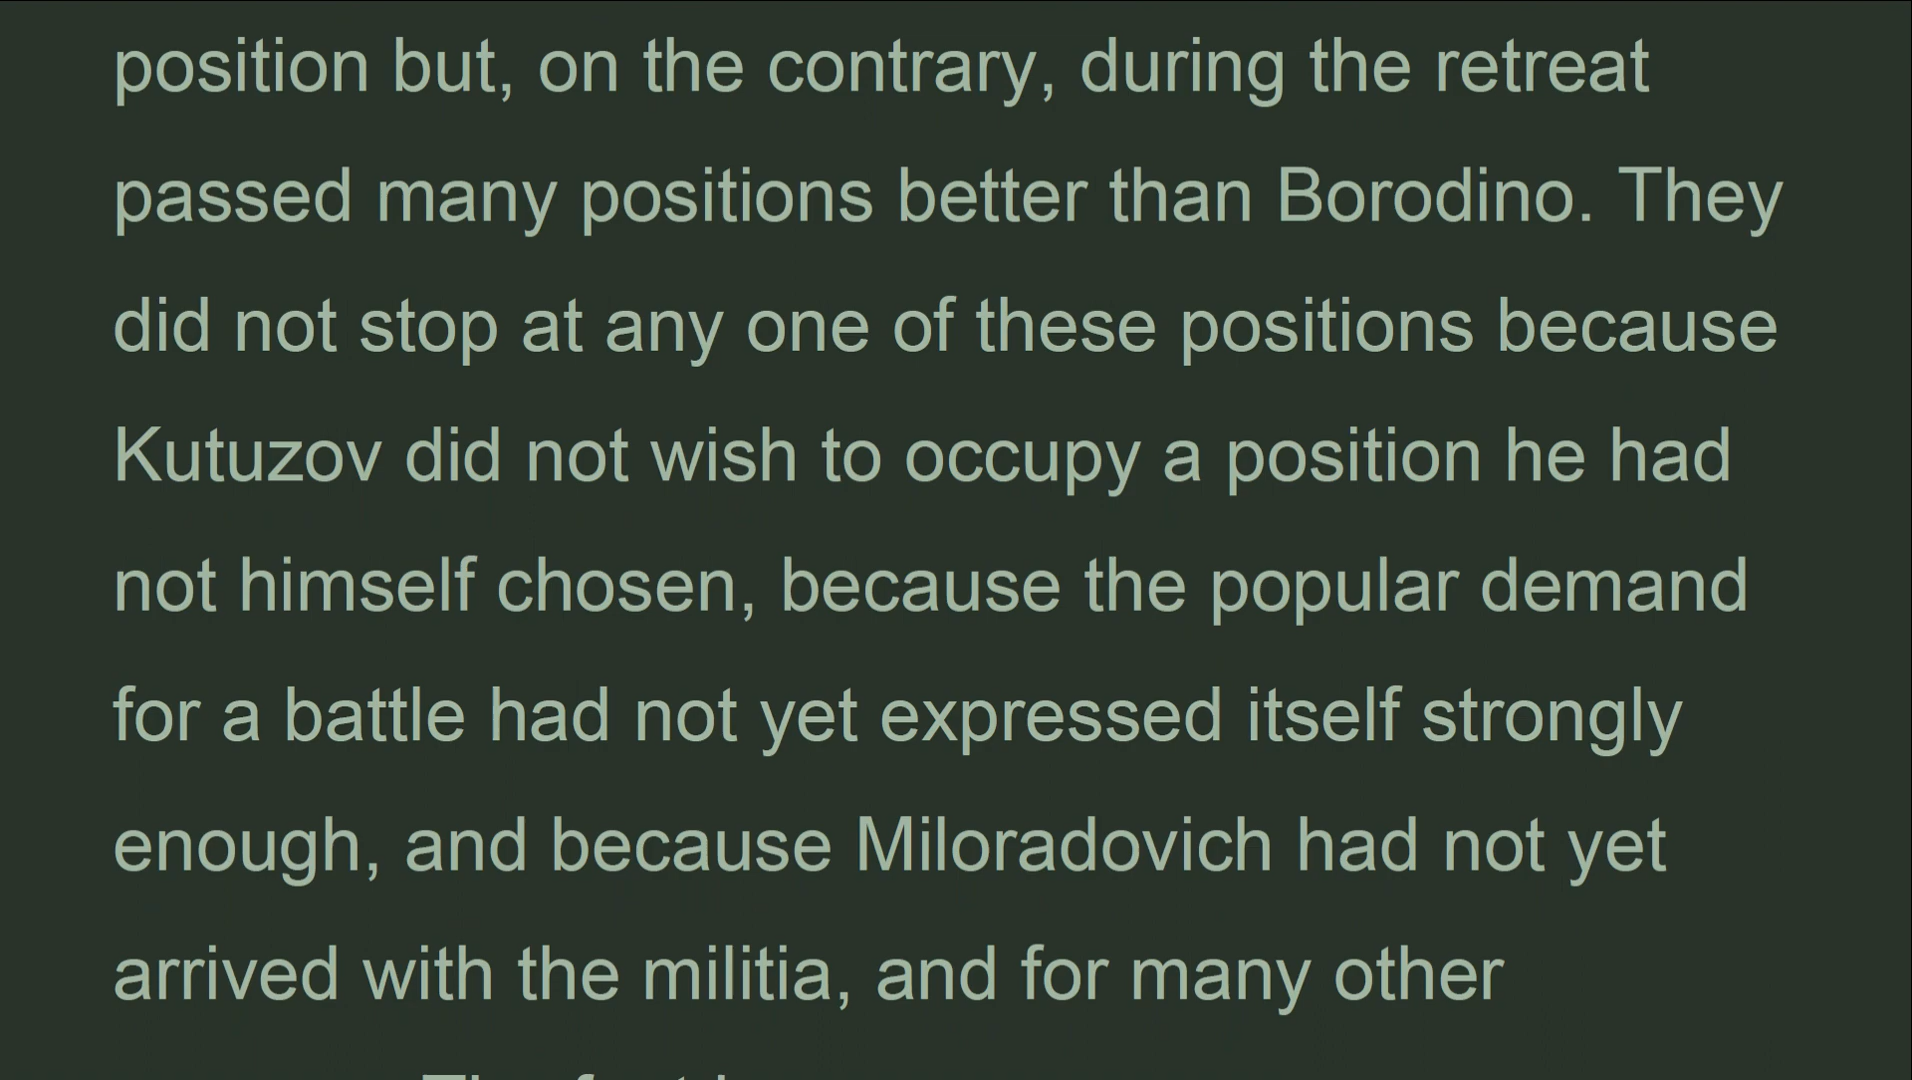 position but, on the contrary, during the retreat
passed many positions better than Borodino. They
did not stop at any one of these positions because
Kutuzov did not wish to occupy a position he had
not himself chosen, because the popular demand
for a battle had not yet expressed itself strongly
enough, and because Miloradovich had not yet
arrived with the militia, and for many other